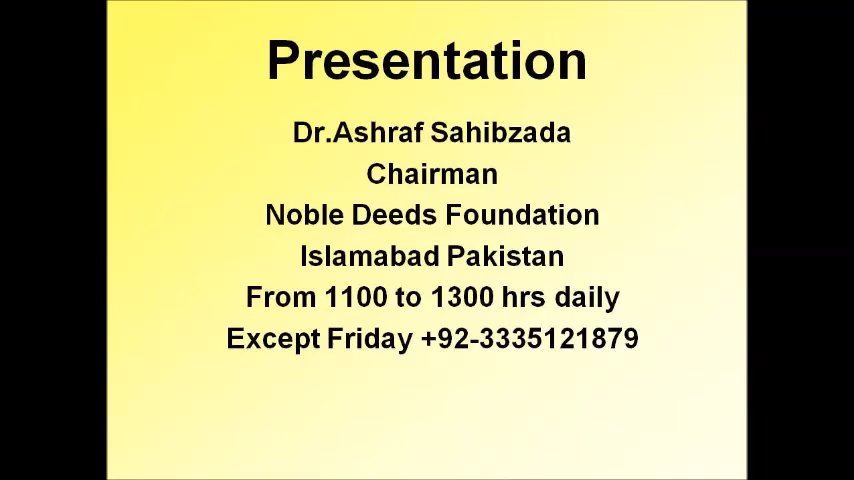 Presentation
Dr.Ashraf Sahibzada
Chairman
Noble Deeds Foundation
Islamabad Pakistan
From 1100 to 1300 hrs daily
Except Friday +92-3335121879